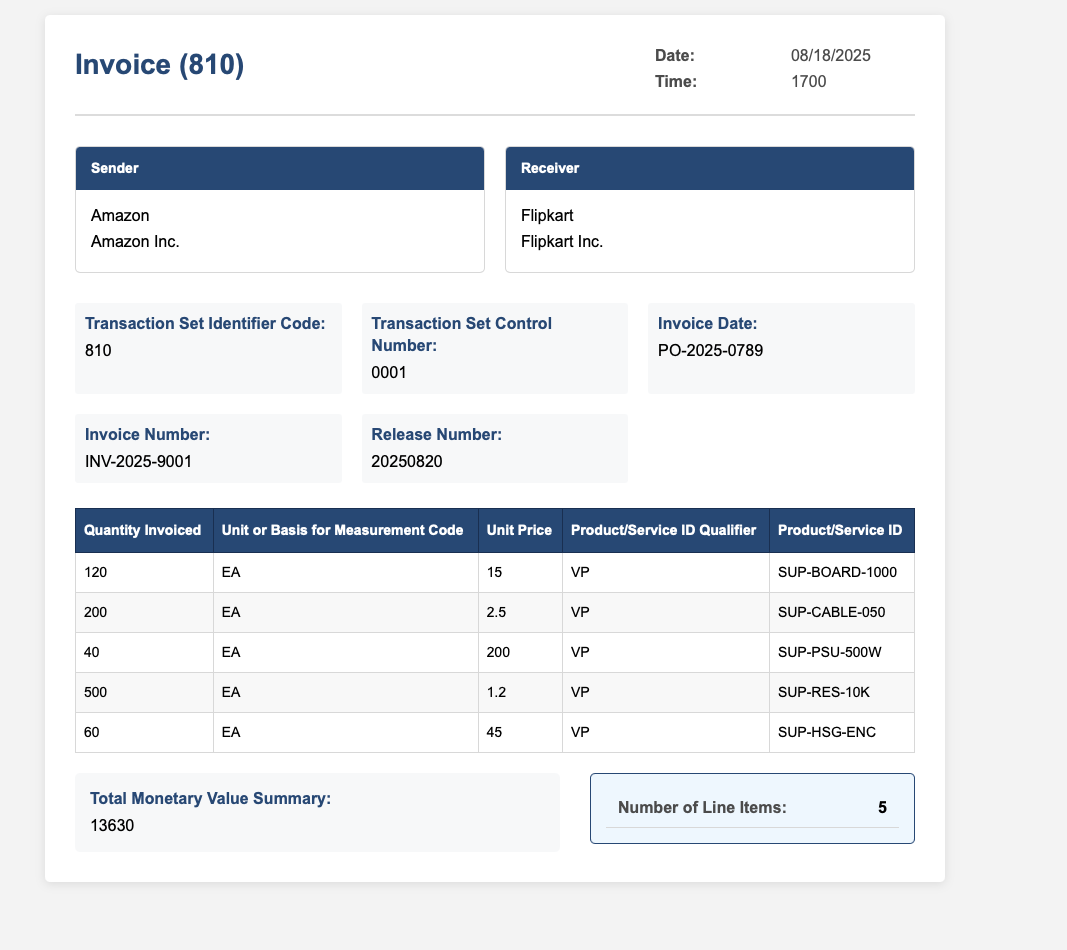 Invoice (810)
Date: 08/18/2025
Time: 1700
Sender
Amazon
Amazon Inc.
Receiver
Flipkart
Flipkart Inc.
Transaction Set Identifier Code:
810
Transaction Set Control
Number:
0001
Invoice Date:
PO-2025-0789
Invoice Number:
INV-2025-9001
Release Number:
20250820
Quantity Invoiced Unit or Basis for Measurement Code Unit Price Product/Service ID Qualifier Product/Service ID
120 EA 15 VP SUP-BOARD-1000
200 EA 2.5 VP SUP-CABLE-050
40 EA 200 VP SUP-PSU-500W
500 EA 1.2 VP SUP-RES-10K
60 EA 45 VP SUP-HSG-ENC
Total Monetary Value Summary:
13630
Number of Line Items: 5